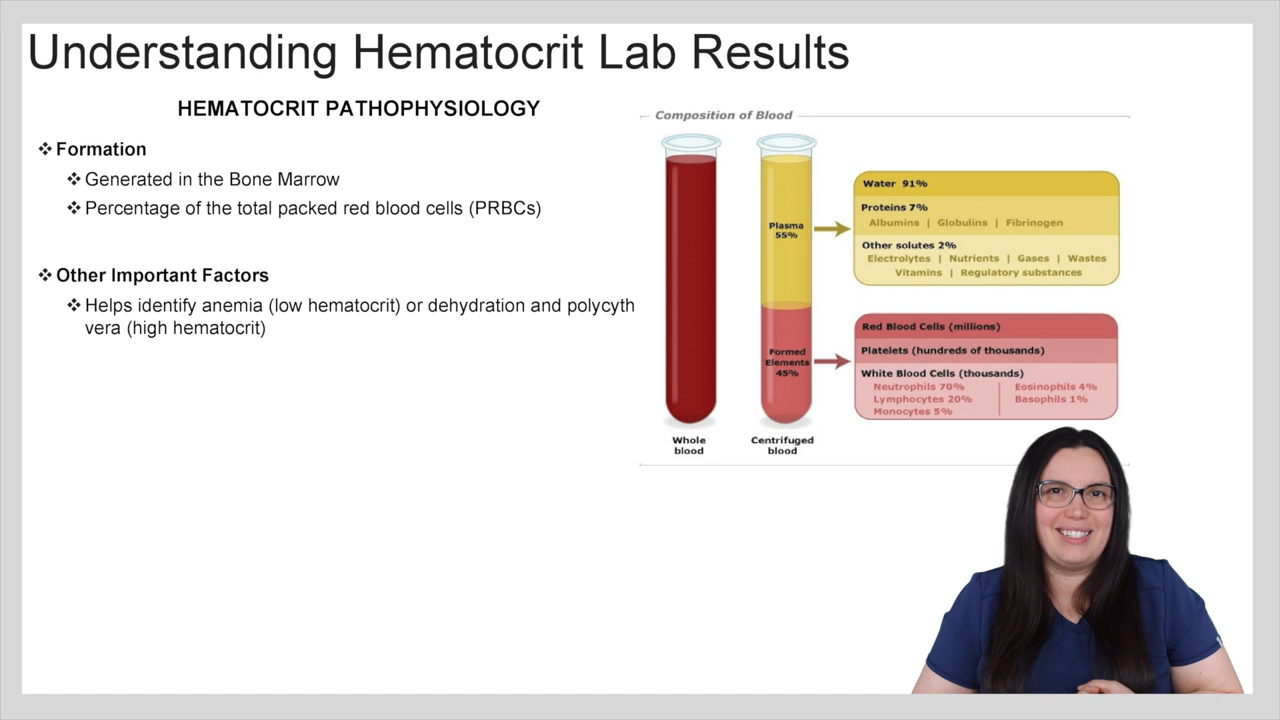 Understanding Hematocrit Lab Results
HEMATOCRIT PATHOPHYSIOLOGY
❖ Formation
❖ Generated in the Bone Marrow
❖ Percentage of the total packed red blood cells (PRBCs)
❖ Other Important Factors
❖ Helps identify anemia (low hematocrit) or dehydration and polycyth
vera (high hematocrit)
Composition of Blood
Plasma
55%
Formed
Elements
45%
Whole
blood
Centrifuged
blood
Water 91%
Proteins 7%
Albumins | Globulins | Fibrinogen
Other solutes 2%
Electrolytes | Nutrients | Gases | Wastes
Vitamins | Regulatory substances
Red Blood Cells (millions)
Platelets (hundreds of thousands)
White Blood Cells (thousands)
Neutrophils 70%
Lymphocytes 20%
Monocytes 5%
Eosinophils 4%
Basophils 1%